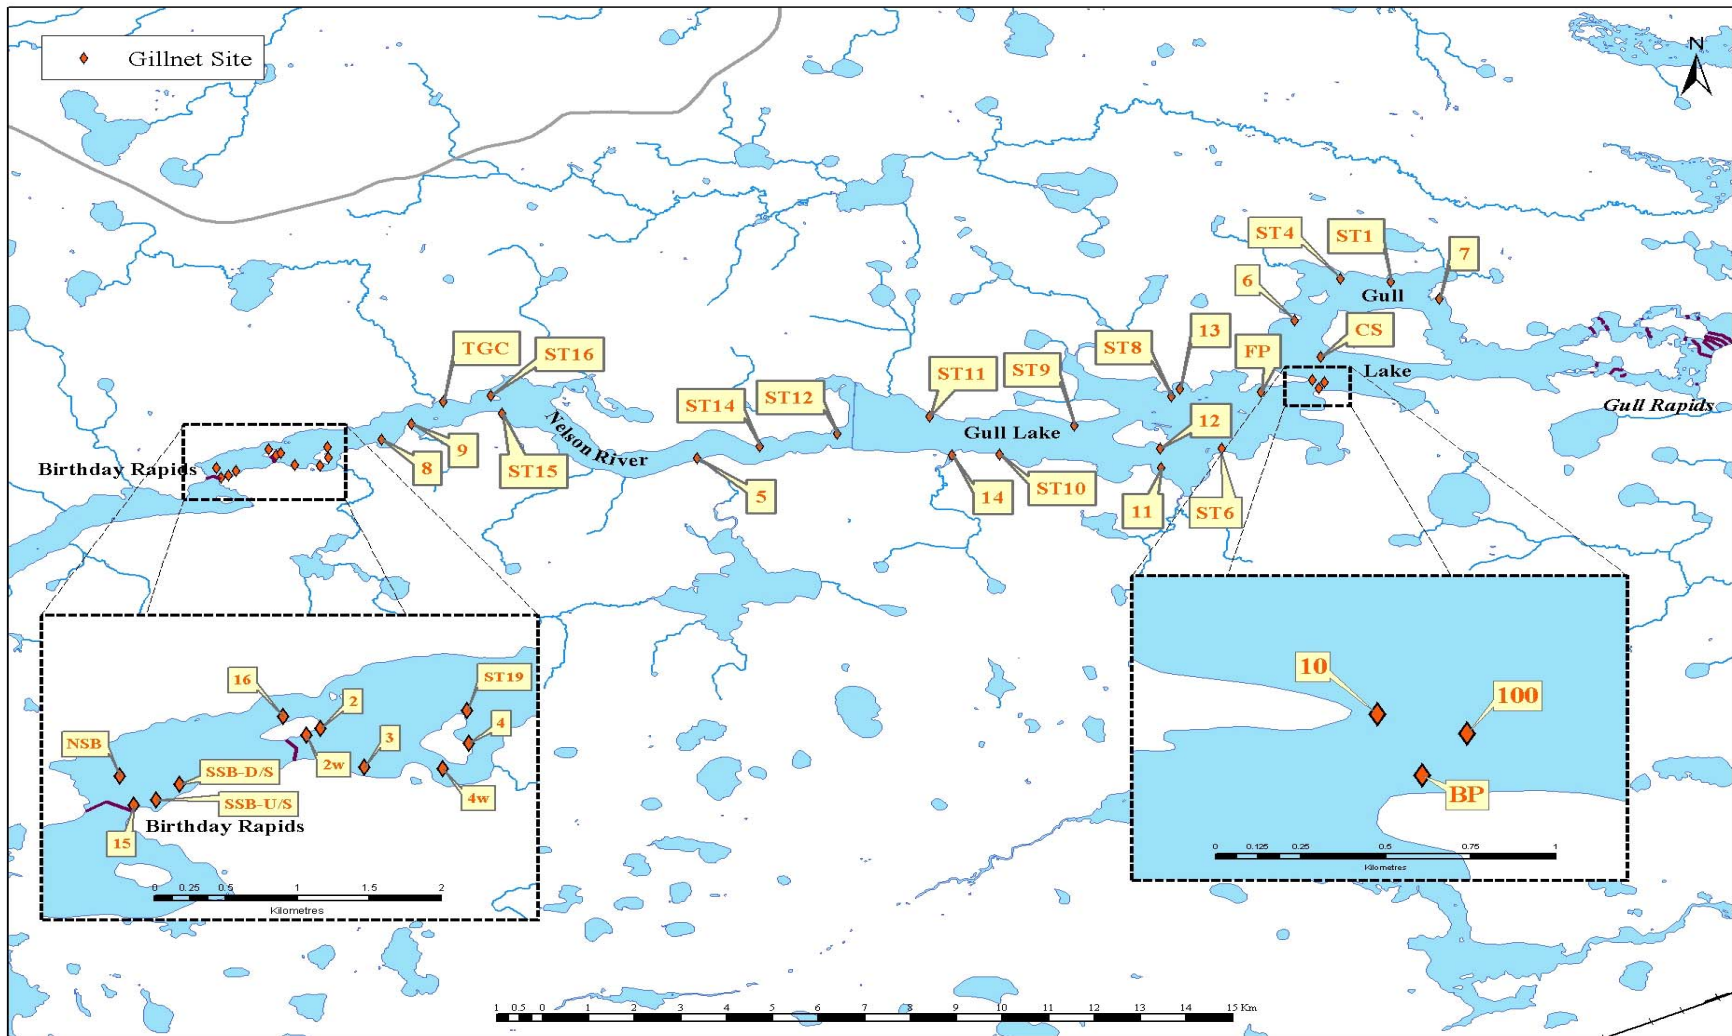 Gillnet Site
N
ST4
ST1
7
6
Gull
CS
TGC
ST16
ST8
13
FP
ST11
ST9
Lake
ST14
ST12
Gull Rapids
12
Gull Lake
Nelson River
8
9
ST15
Birthday Rapids
5
14
ST10
11
ST6
16
2
ST19
NSB
3
4
2w
SSB-D/S
4w
SSB-U/S
15
Birthday Rapids
0 0.25 0.5 1 1.5 2
Kilometres
10
100
BP
0 0.125 0.25 0.5 0.75 1
Kilometres
1 0.5 0 1 2 3 4 5 6 7 8 9 10 11 12 13 14 15 Km